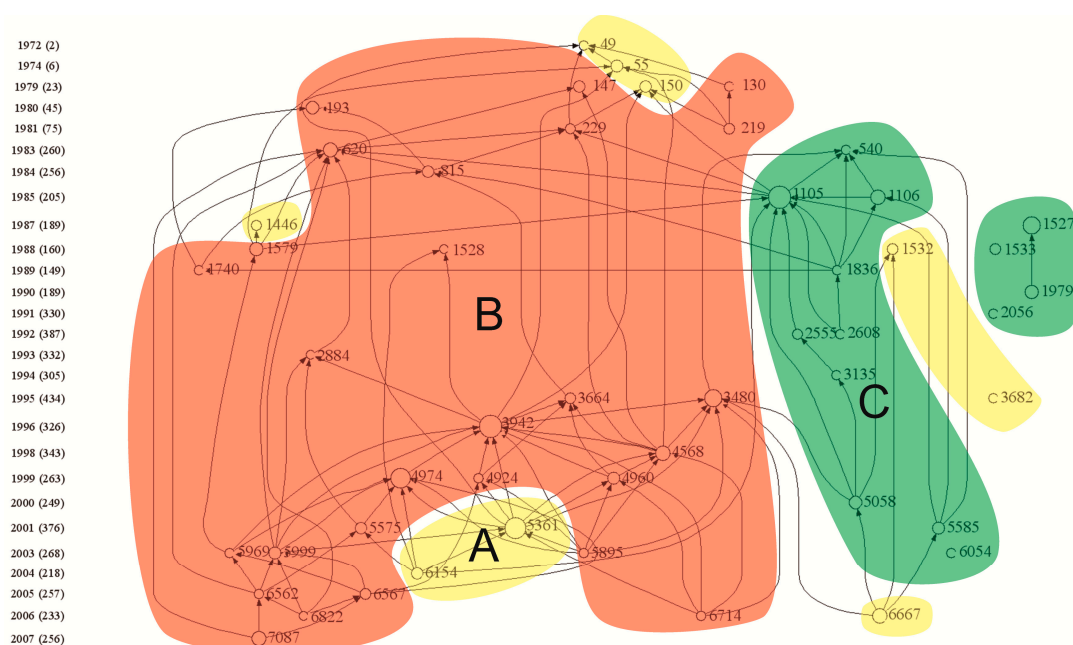 1972 (2) 49
1974 (6) 55
1979 (23) 147 150 130
1980 (45) 193
1981 (75) 229 219
1983 (260) 620 540
1984 (256) 815
1985 (205) 1105 1106
1987 (189) 1446 1527
1988 (160) 1579 1528 1532 1533
1989 (149) 1740 1836
1990 (189) 1979
B
1991 (330) 2056
1992 (387) 2555 2608
1993 (332) 2884
1994 (305) 3135
1995 (434) 3664 3480 3682
C
1996 (326) 3942
1998 (343) 4568
1999 (263) 4974 4924 4960
2000 (249) 5058
2001 (376) 5575 5361 5585
A
2003 (268) 5969 5999 5895 6054
2004 (218) 6154
2005 (257) 6562 6567
2006 (233) 6822 6714 6667
2007 (256) 7087